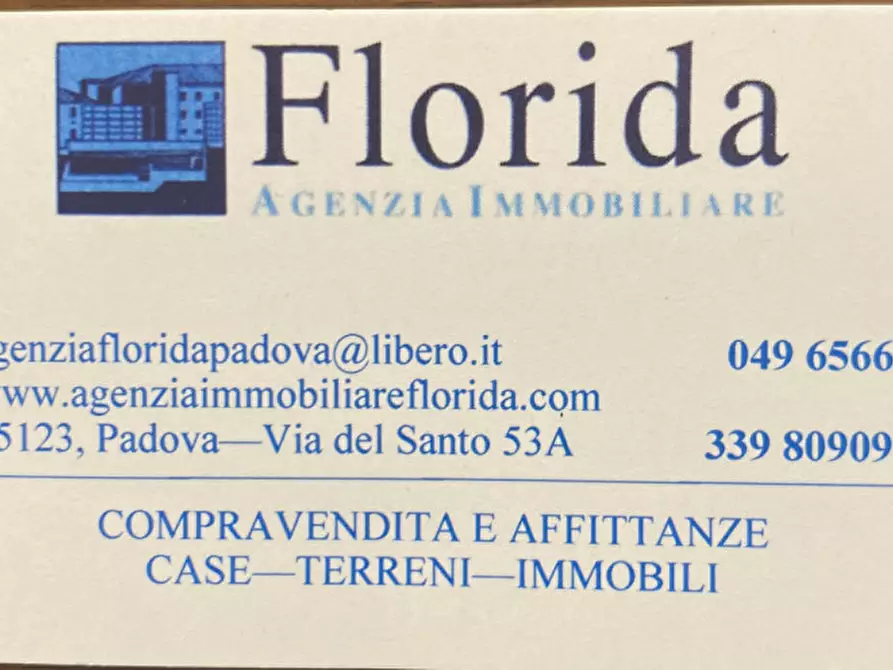 Florida
AGENZIA IMMOBILIARE
genziafloridapadova@libero.it
ww.agenziaimmobiliareflorida.com
5123, Padova—Via del Santo 53A
049 6566
339 80909
COMPRAVENDITA E AFFITTANZE
CASE—TERRENI—IMMOBILI